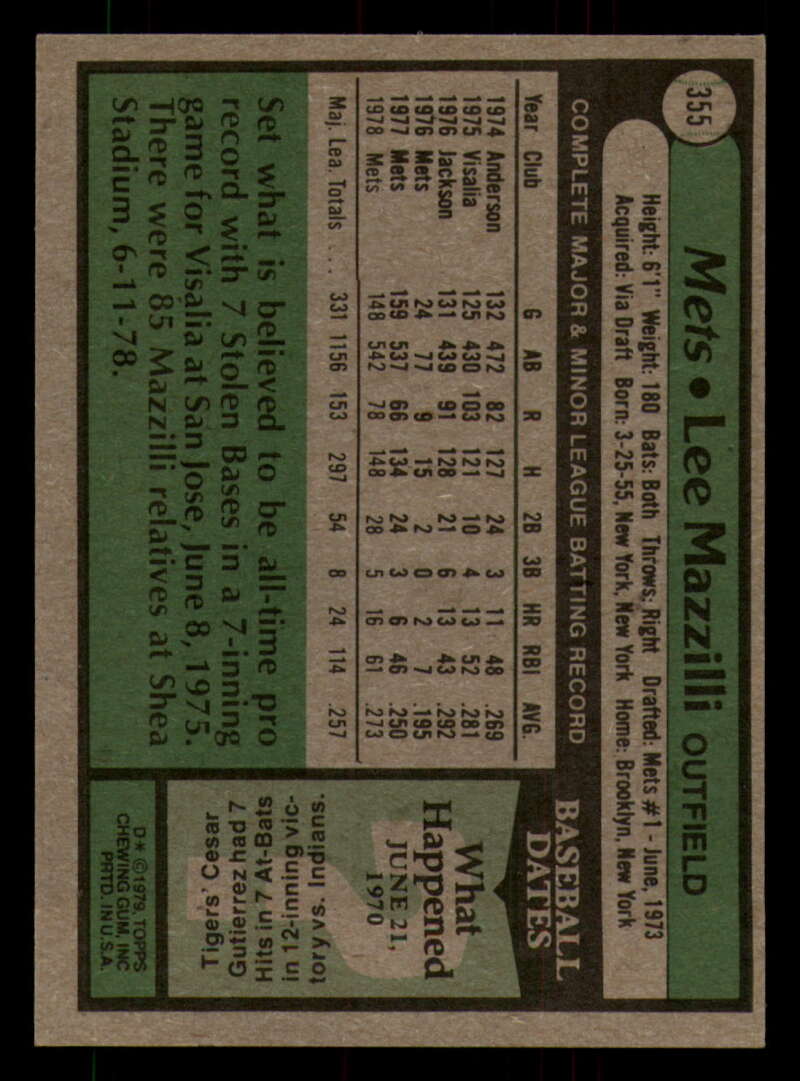 355
Mets • Lee Mazzilli OUTFIELD
Height: 6'1" Weight: 180 Bats: Both Throws: Right Drafted: Mets #1 - June, 1973
Acquired: Via Draft Born: 3-25-55, New York, New York Home: Brooklyn, New York
COMPLETE MAJOR & MINOR LEAGUE BATTING RECORD
Year Club G AB R H 2B 3B HR RBI AVG.
1974 Anderson 132 472 82 127 24 3 11 48 .269
1975 Visalia 125 430 103 121 10 4 13 52 .281
1976 Jackson 131 439 91 128 21 6 13 43 .292
1976 Mets 24 77 9 15 2 0 2 7 .195
1977 Mets 159 537 66 134 24 3 6 46 .250
1978 Mets 148 542 78 148 28 5 16 61 .273
Maj. Lea. Totals . . . 331 1156 153 297 54 8 24 114 .257
Set what is believed to be all-time pro
record with 7 Stolen Bases in a 7-inning
game for Visalia at San Jose, June 8, 1975.
There were 85 Mazzilli relatives at Shea
Stadium, 6-11-78.
BASEBALL
DATES
What
Happened
JUNE 21,
1970
Tigers' Cesar
Gutierrez had 7
Hits in 7 At-Bats
in 12-inning vic-
tory vs. Indians.
D* ©1979, TOPPS
CHEWING GUM, INC
PRTD. IN U.S.A.